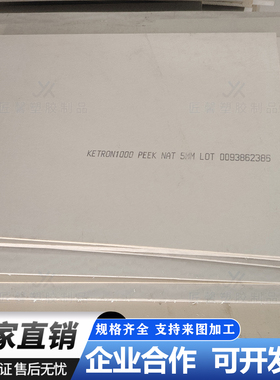 KETRON1000 PEEK NAT 5MM LOT 0093862385
家直销
规格齐全 支持来图加工
证 售后无忧
企业合作
可开发